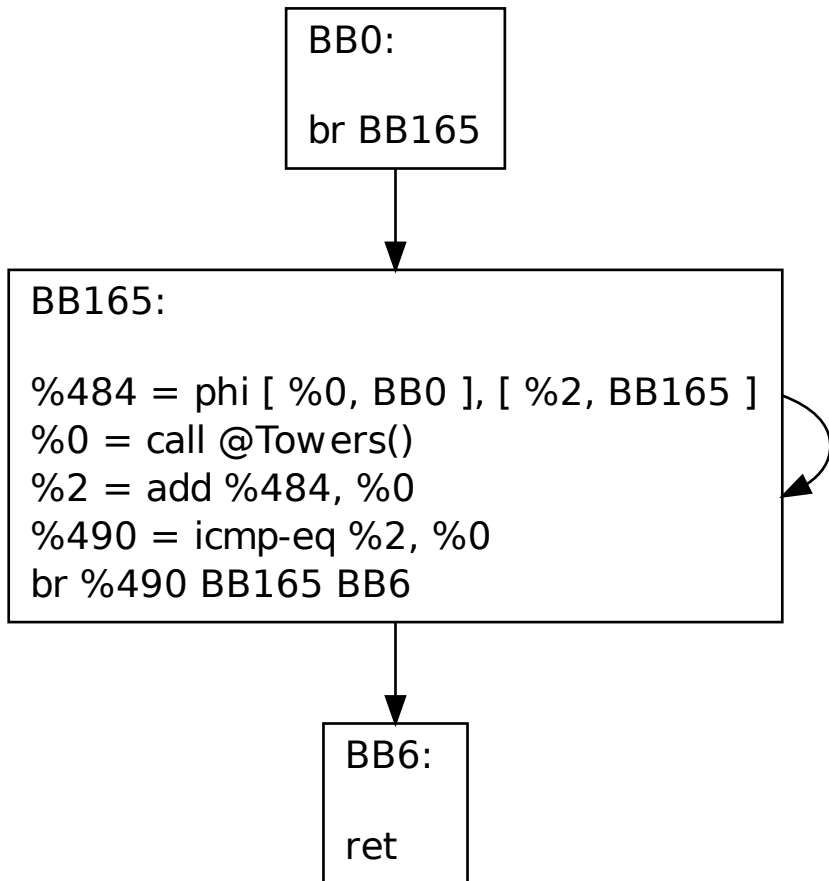 BB0:
br BB165
BB165:
%484 = phi [ %0, BB0 ], [ %2, BB165 ]
%0 = call @Towers()
%2 = add %484, %0
%490 = icmp-eq %2, %0
br %490 BB165 BB6
BB6:
ret